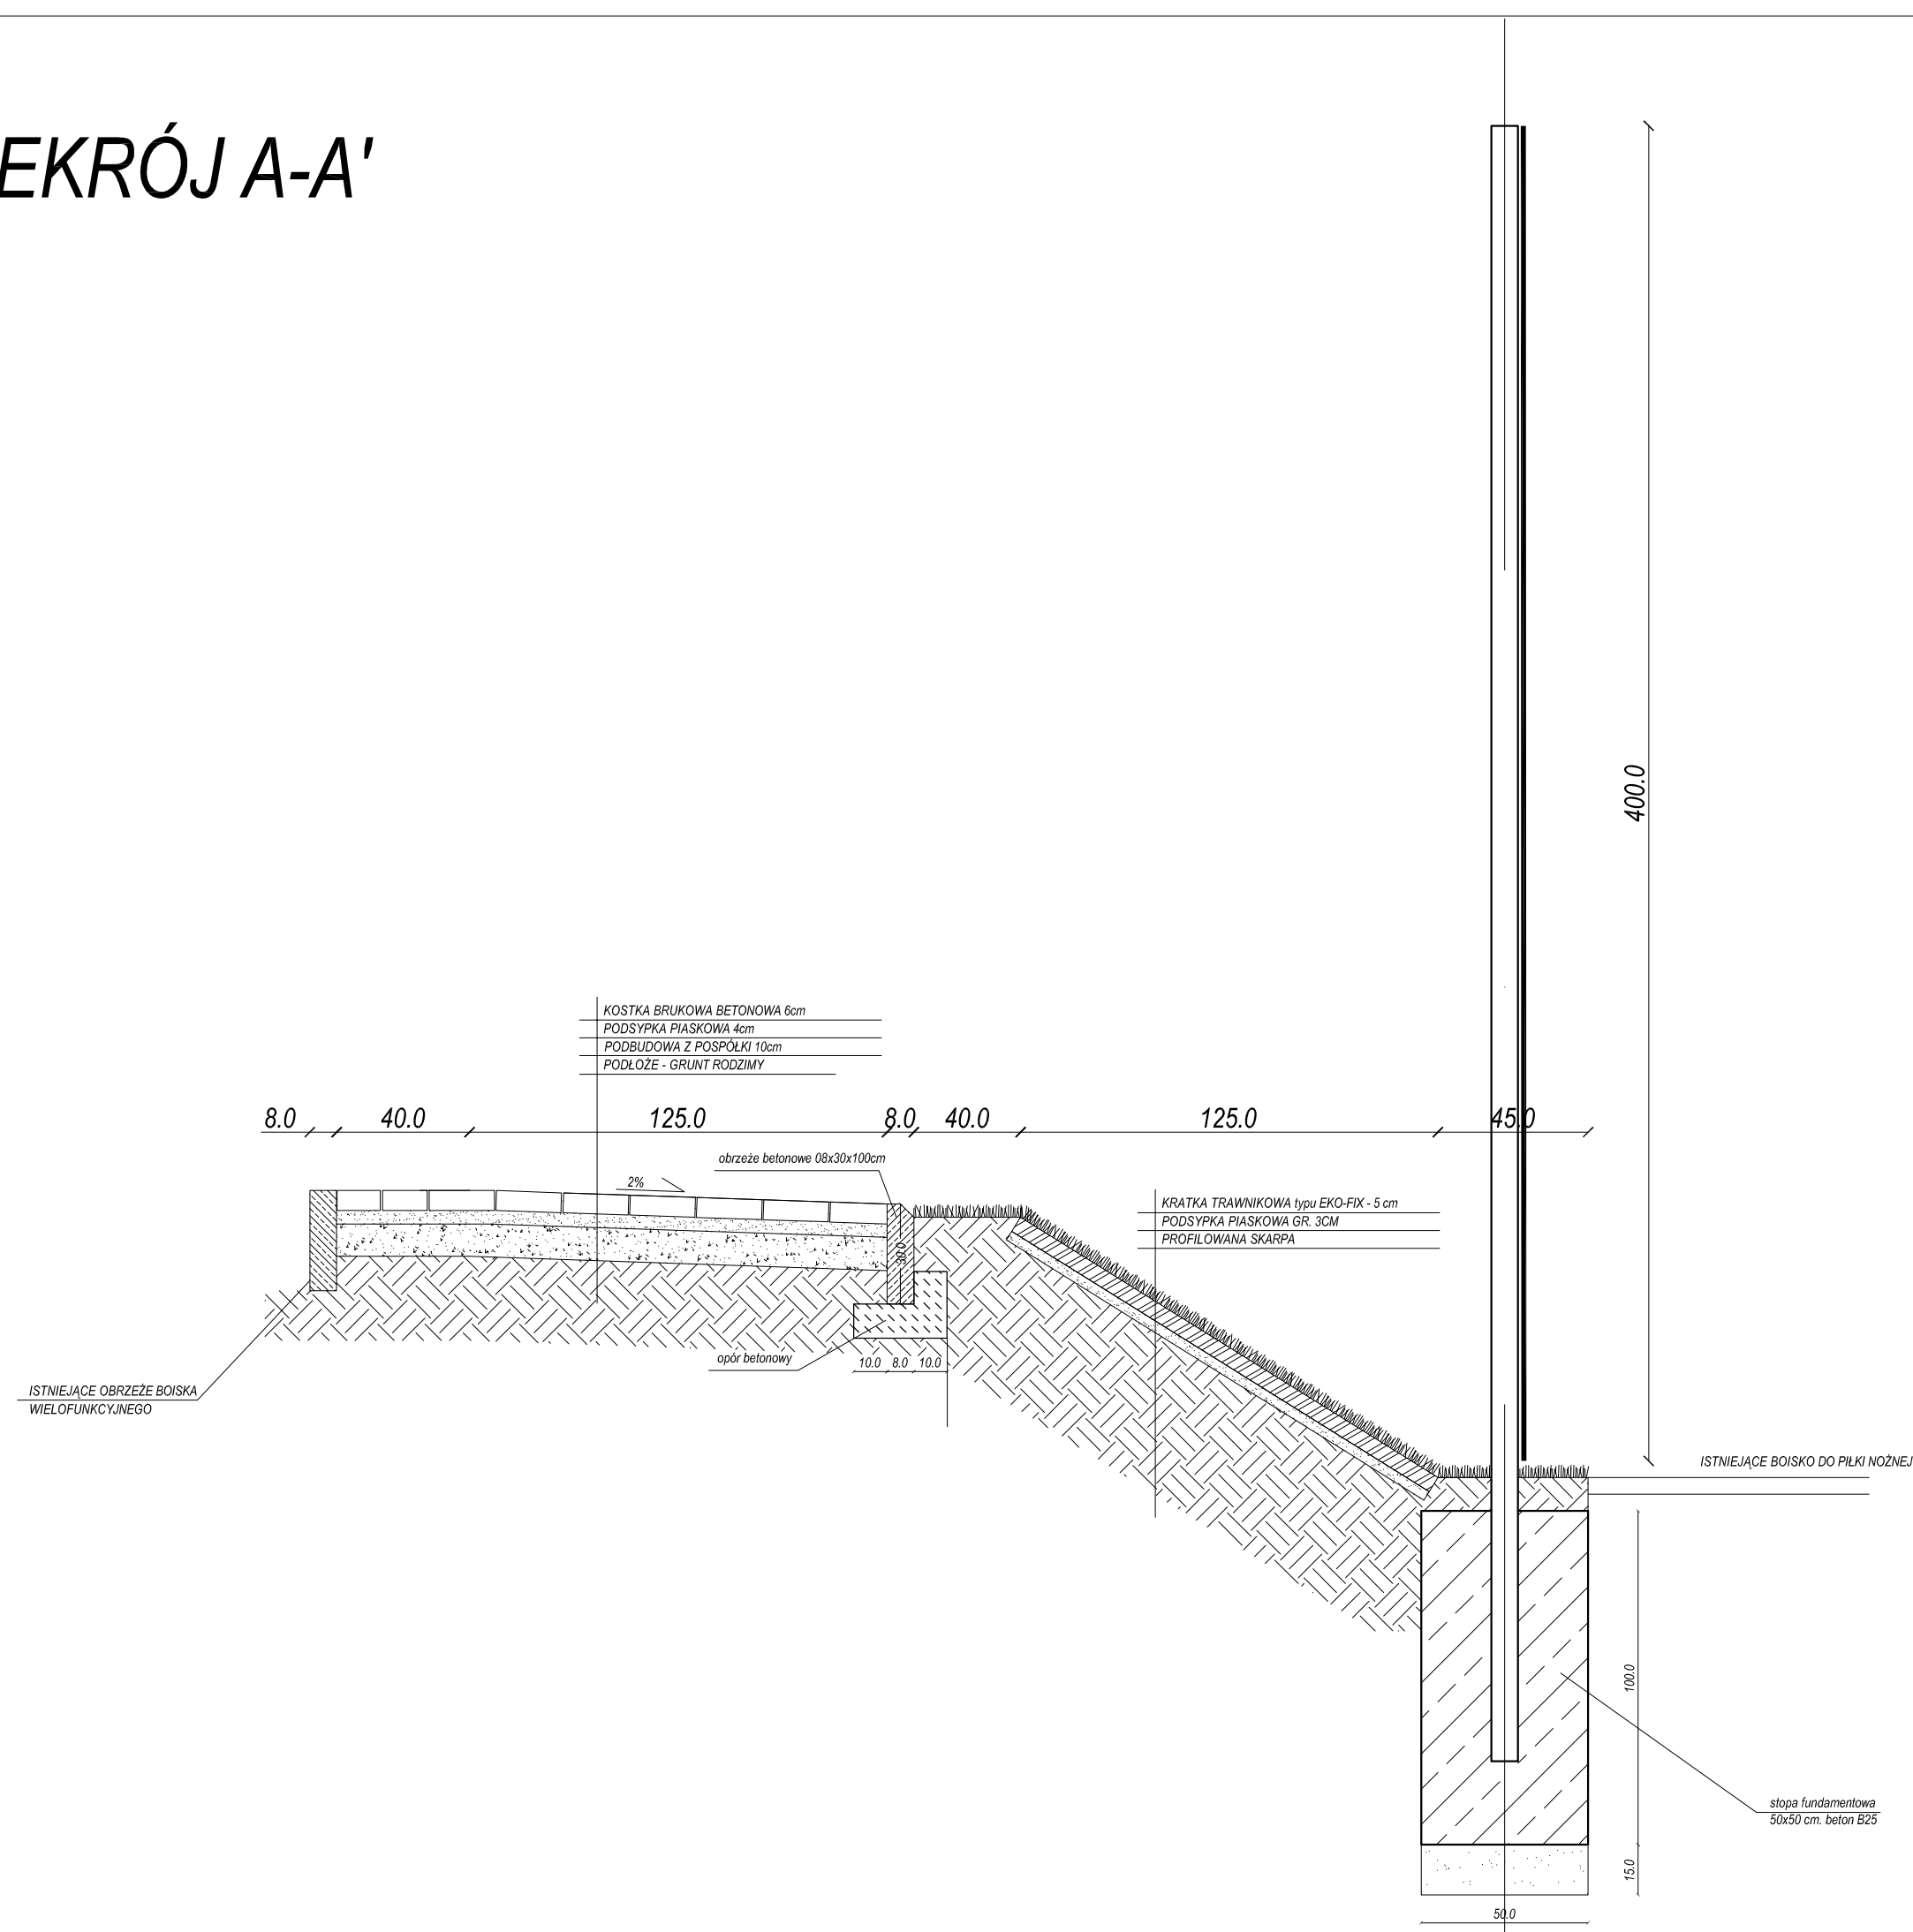 EKRÓJ A-A'
400.0
KOSTKA BRUKOWA BETONOWA 6cm
PODSYPKA PIASKOWA 4cm
PODBUDOWA Z POSPÓŁKI 10cm
PODŁOŻE - GRUNT RODZIMY
8.0 40.0 125.0 8.0 40.0 125.0 45.0
obrzeże betonowe 08x30x100cm
2%
30.0
KRATKA TRAWNIKOWA typu EKO-FIX - 5 cm
PODSYPKA PIASKOWA GR. 3CM
PROFILOWANA SKARPA
opór betonowy
10.0 8.0 10.0
ISTNIEJĄCE OBRZEŻE BOISKA
WIELOFUNKCYJNEGO
ISTNIEJĄCE BOISKO DO PIŁKI NOŻNEJ
100.0
stopa fundamentowa
50x50 cm. beton B25
15.0
50.0